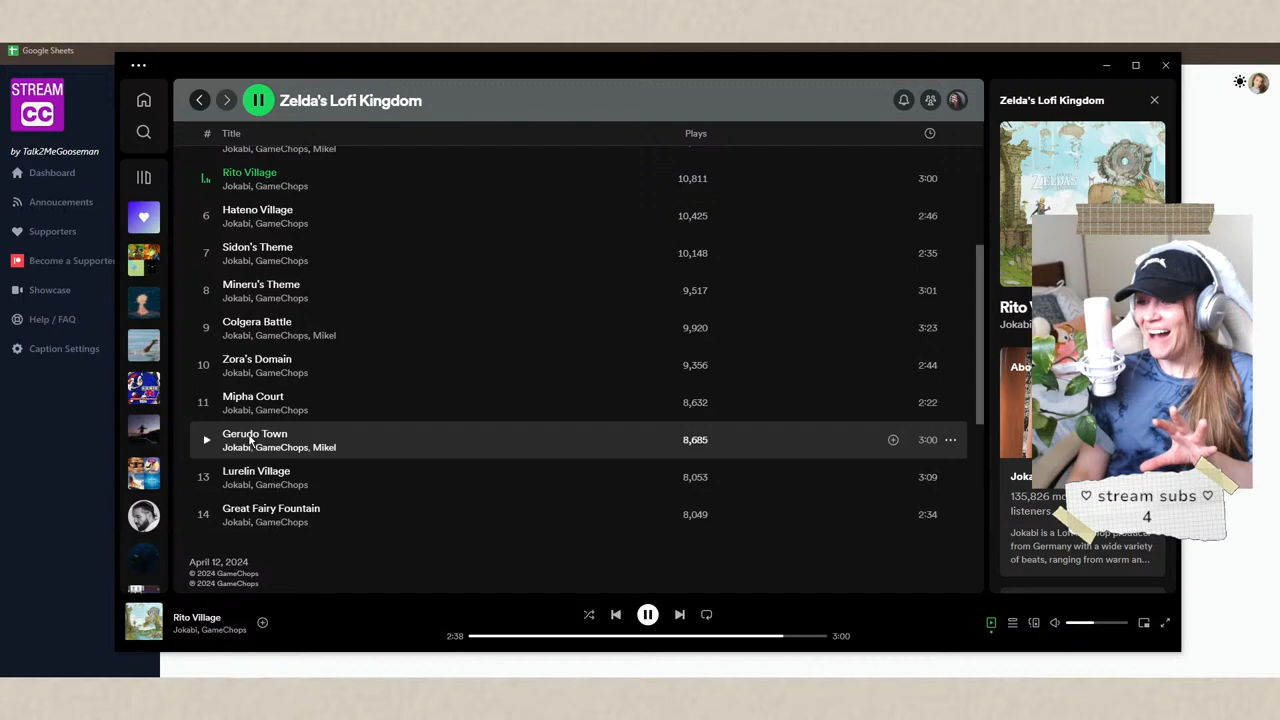 Google Sheets
STREAM
CC
by Talk2MeGooseman
Dashboard
Annoucements
Supporters
Become a Supporter
Showcase
Help / FAQ
Caption Settings
Zelda's Lofi Kingdom
# Title Plays
Jokabi, GameChops, Mikel
Rito Village 10,811 3:00
Jokabi, GameChops
6 Hateno Village 10,425 2:46
Jokabi, GameChops
7 Sidon's Theme 10,148 2:35
Jokabi, GameChops
8 Mineru's Theme 9,517 3:01
Jokabi, GameChops
9 Colgera Battle 9,920 3:23
Jokabi, GameChops, Mikel
10 Zora's Domain 9,356 2:44
Jokabi, GameChops
11 Mipha Court 8,632 2:22
Jokabi, GameChops
Gerudo Town 8,685 3:00
Jokabi, GameChops, Mikel
13 Lurelin Village 8,053 3:09
Jokabi, GameChops
14 Great Fairy Fountain 8,049 2:34
Jokabi, GameChops
April 12, 2024
© 2024 GameChops
℗ 2024 GameChops
Zelda's Lofi Kingdom
ZELDA
Rito V
Jokabi,
Abo
Joka
135,826 mo
listeners
Jokabi is a Lofi
from Germany with a wide variety
of beats, ranging from warm an...
♡ stream subs ♡
4
Rito Village
Jokabi, GameChops
2:38 3:00